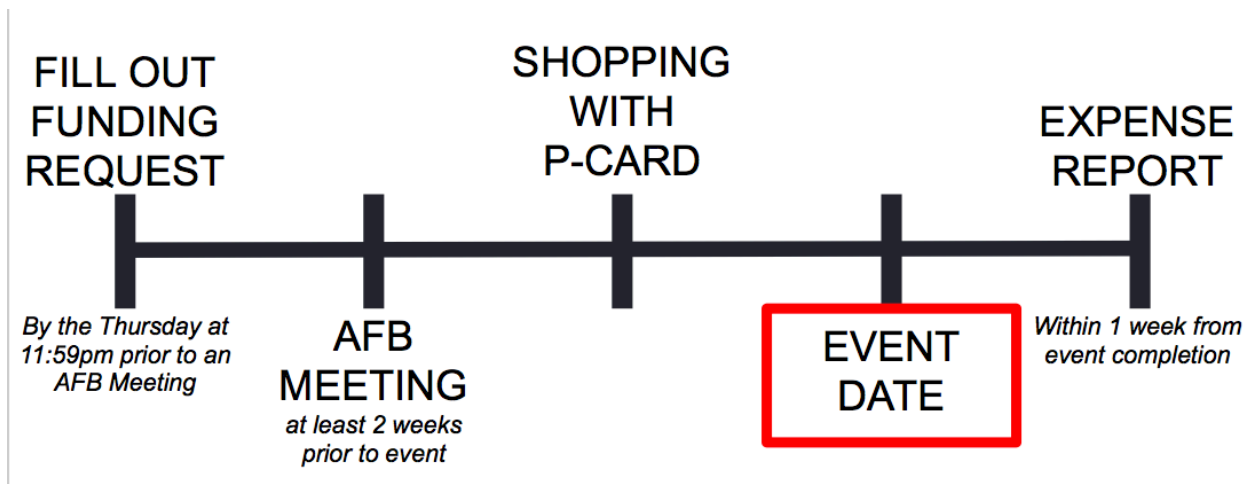 FILL OUT
FUNDING
REQUEST
By the Thursday at
11:59pm prior to an
AFB Meeting
AFB
MEETING
at least 2 weeks
prior to event
SHOPPING
WITH
P-CARD
EVENT
DATE
EXPENSE
REPORT
Within 1 week from
event completion